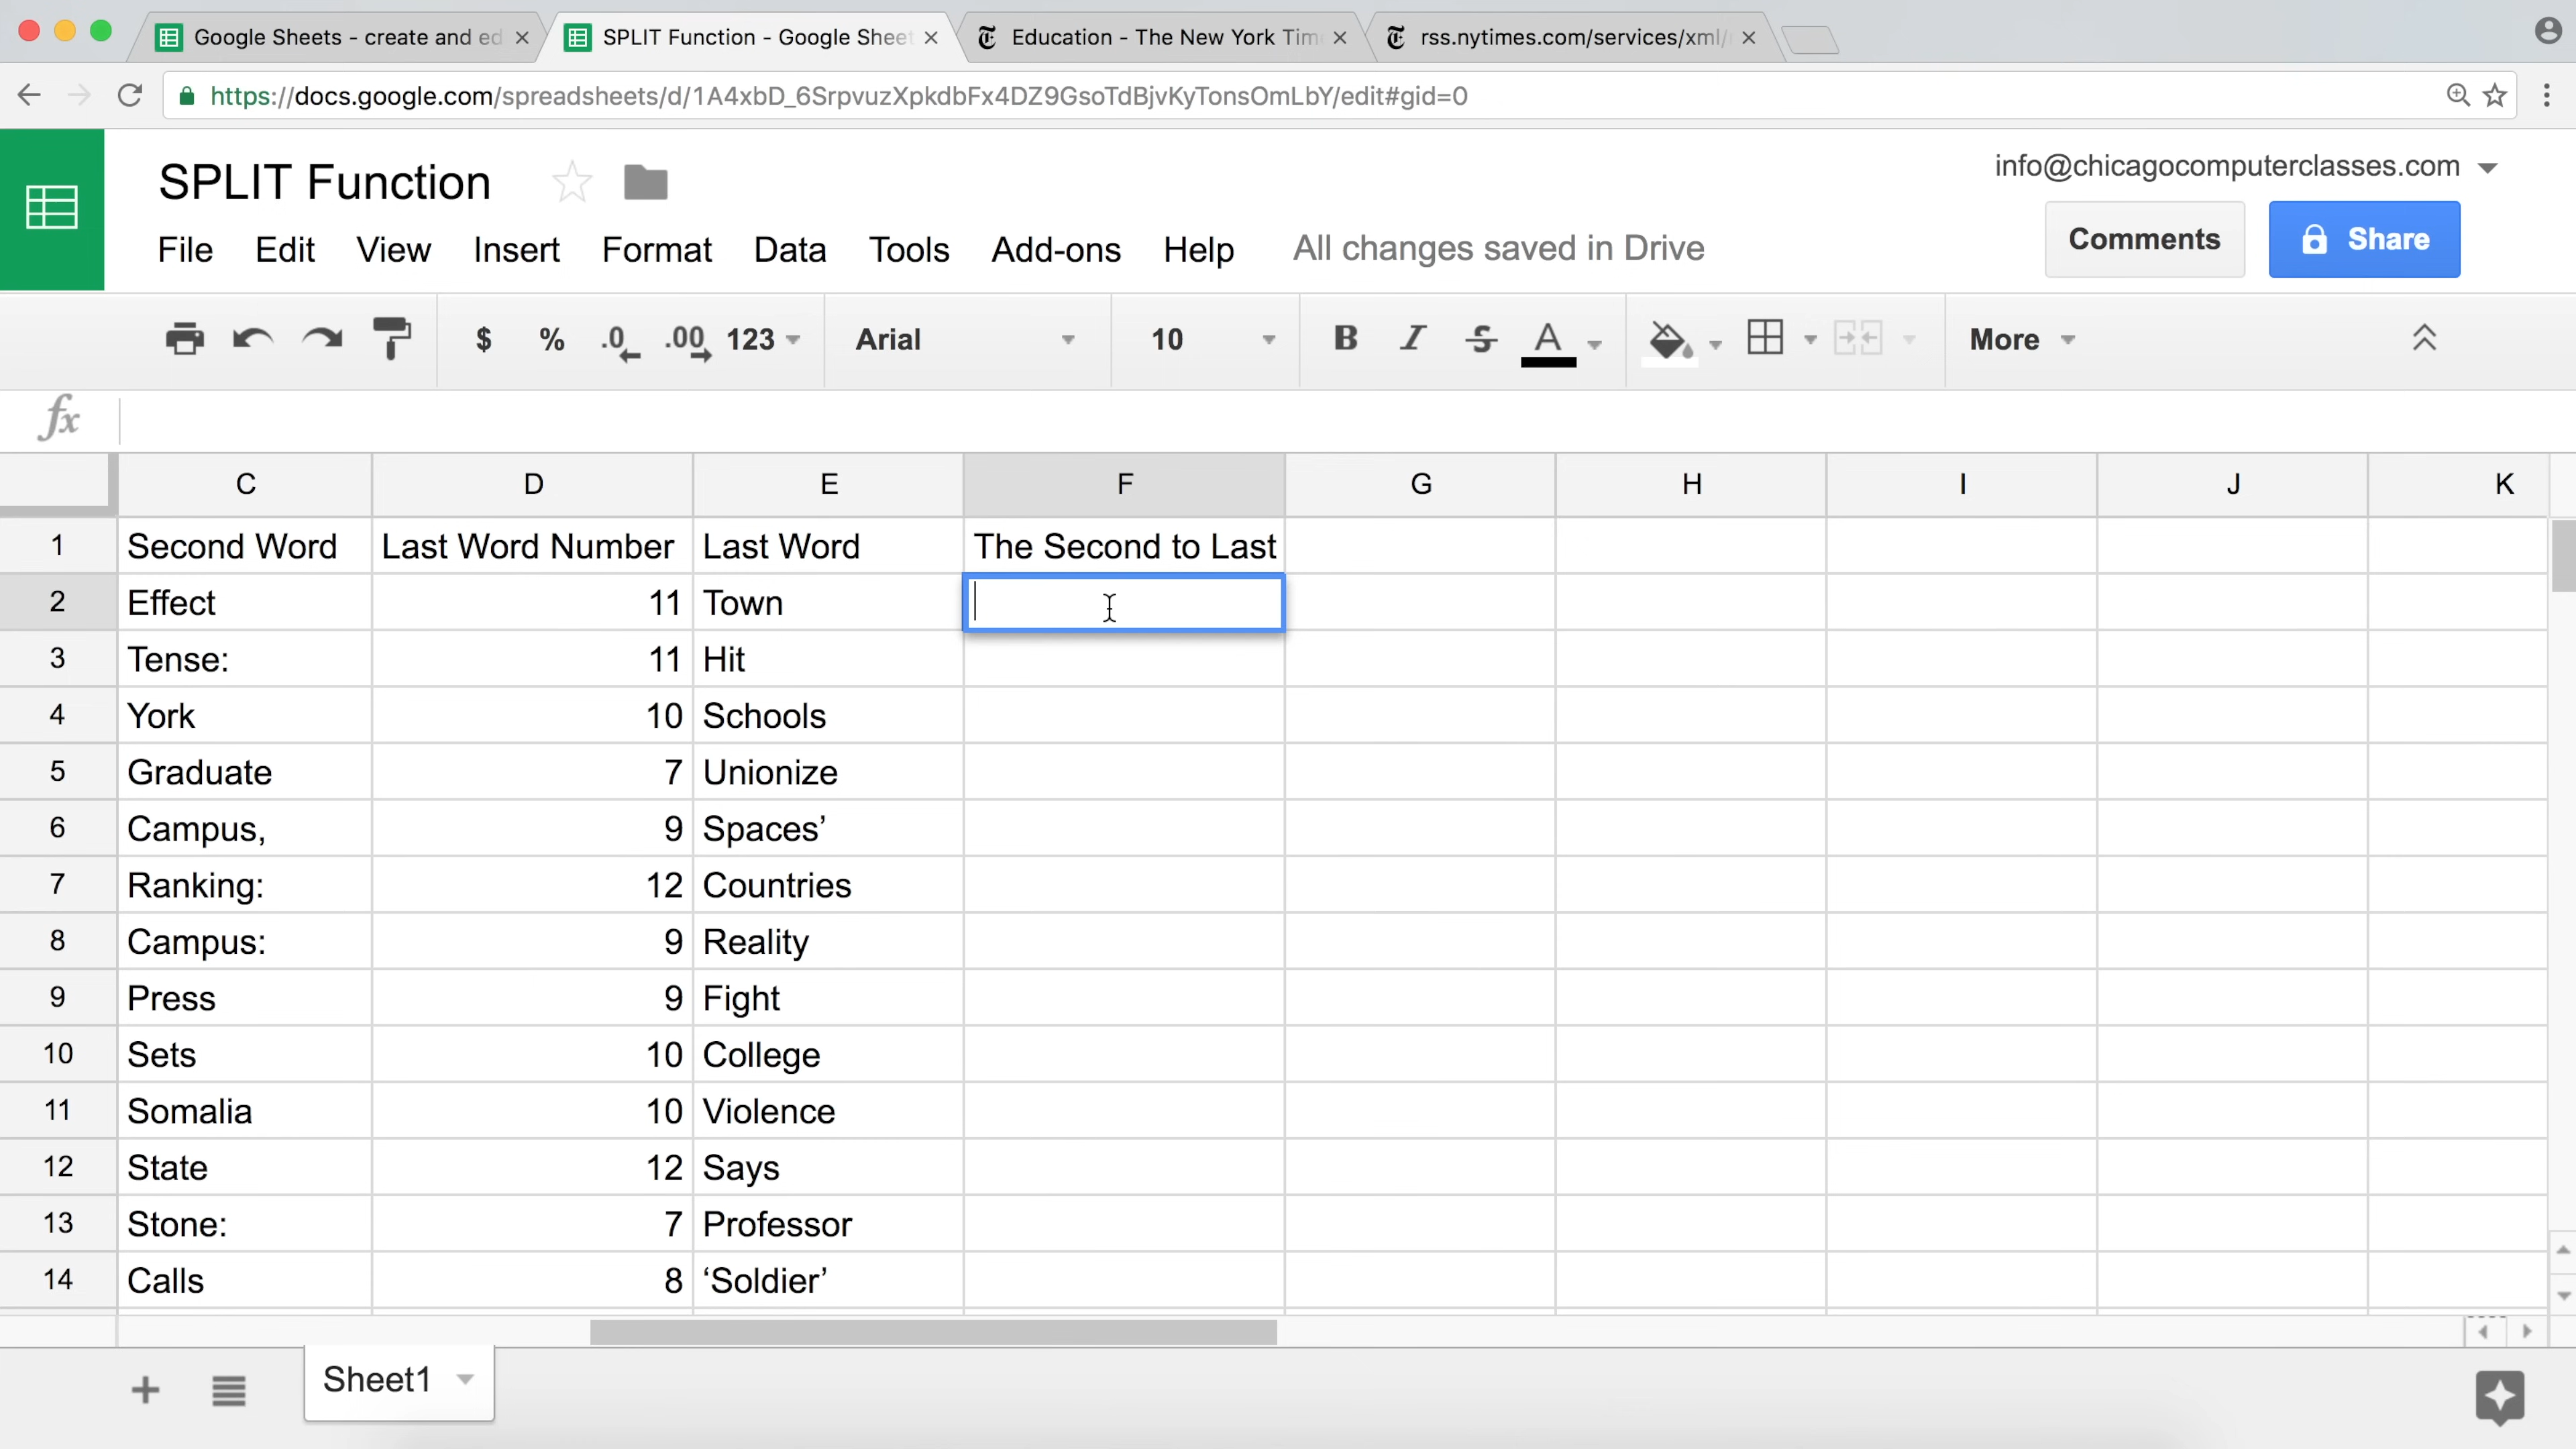 Google Sheets - create and ed
SPLIT Function - Google Sheet
Education - The New York Tim
rss.nytimes.com/services/xml/
https://docs.google.com/spreadsheets/d/1A4xbD_6SrpvuzXpkdbFx4DZ9GsoTdBjvKyTonsOmLbY/edit#gid=0
SPLIT Function
info@chicagocomputerclasses.com
File Edit View Insert Format Data Tools Add-ons Help All changes saved in Drive
Comments Share
$ % .0 .00 123 Arial 10 B I S A More
fx
C D E F G H I J K
1 Second Word Last Word Number Last Word The Second to Last
2 Effect 11 Town
3 Tense: 11 Hit
4 York 10 Schools
5 Graduate 7 Unionize
6 Campus, 9 Spaces’
7 Ranking: 12 Countries
8 Campus: 9 Reality
9 Press 9 Fight
10 Sets 10 College
11 Somalia 10 Violence
12 State 12 Says
13 Stone: 7 Professor
14 Calls 8 ‘Soldier’
Sheet1